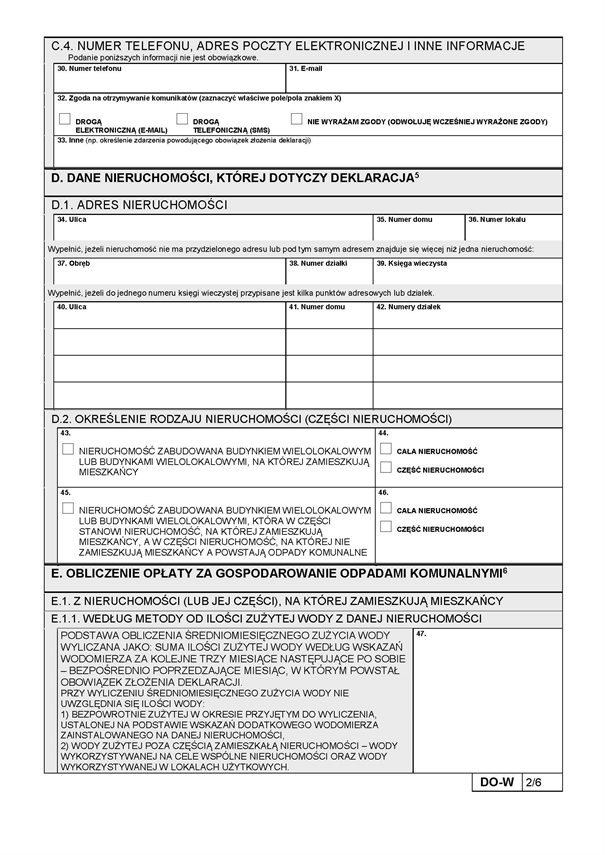 C.4. NUMER TELEFONU, ADRES POCZTY ELEKTRONICZNEJ I INNE INFORMACJE
Podanie poniższych informacji nie jest obowiązkowe.
30. Numer telefonu
31. E-mail
32. Zgoda na otrzymywanie komunikatów (zaznaczyć właściwe pole/pola znakiem X)
DROGĄ
ELEKTRONICZNĄ (E-MAIL)
DROGĄ
TELEFONICZNĄ (SMS)
NIE WYRAŻAM ZGODY (ODWOŁUJĘ WCZEŚNIEJ WYRAŻONE ZGODY)
33. Inne (np. określenie zdarzenia powodującego obowiązek złożenia deklaracji)
D. DANE NIERUCHOMOŚCI, KTÓREJ DOTYCZY DEKLARACJA⁵
D.1. ADRES NIERUCHOMOŚCI
34. Ulica
35. Numer domu
36. Numer lokalu
Wypełnić, jeżeli nieruchomość nie ma przydzielonego adresu lub pod tym samym adresem znajduje się więcej niż jedna nieruchomość:
37. Obręb
38. Numer działki
39. Księga wieczysta
Wypełnić, jeżeli do jednego numeru księgi wieczystej przypisane jest kilka punktów adresowych lub działek.
40. Ulica
41. Numer domu
42. Numery działek
D.2. OKREŚLENIE RODZAJU NIERUCHOMOŚCI (CZĘŚCI NIERUCHOMOŚCI)
43.
NIERUCHOMOŚĆ ZABUDOWANA BUDYNKIEM WIELOLOKALOWYM
LUB BUDYNKAMI WIELOLOKALOWYMI, NA KTÓREJ ZAMIESZKUJĄ
MIESZKAŃCY
44.
CAŁA NIERUCHOMOŚĆ
CZĘŚĆ NIERUCHOMOŚCI
45.
NIERUCHOMOŚĆ ZABUDOWANA BUDYNKIEM WIELOLOKALOWYM
LUB BUDYNKAMI WIELOLOKALOWYMI, KTÓRA W CZĘŚCI
STANOWI NIERUCHOMOŚĆ, NA KTÓREJ ZAMIESZKUJĄ
MIESZKAŃCY, A W CZĘŚCI NIERUCHOMOŚĆ, NA KTÓREJ NIE
ZAMIESZKUJĄ MIESZKAŃCY A POWSTAJĄ ODPADY KOMUNALNE
46.
CAŁA NIERUCHOMOŚĆ
CZĘŚĆ NIERUCHOMOŚCI
E. OBLICZENIE OPŁATY ZA GOSPODAROWANIE ODPADAMI KOMUNALNYMI⁶
E.1. Z NIERUCHOMOŚCI (LUB JEJ CZĘŚCI), NA KTÓREJ ZAMIESZKUJĄ MIESZKAŃCY
E.1.1. WEDŁUG METODY OD ILOŚCI ZUŻYTEJ WODY Z DANEJ NIERUCHOMOŚCI
PODSTAWA OBLICZENIA ŚREDNIOMIESIĘCZNEGO ZUŻYCIA WODY
WYLICZANA JAKO: SUMA ILOŚCI ZUŻYTEJ WODY WEDŁUG WSKAZAŃ
WODOMIERZA ZA KOLEJNE TRZY MIESIĄCE NASTĘPUJĄCE PO SOBIE
– BEZPOŚREDNIO POPRZEDZAJĄCE MIESIĄC, W KTÓRYM POWSTAŁ
OBOWIĄZEK ZŁOŻENIA DEKLARACJI.
PRZY WYLICZENIU ŚREDNIOMIESIĘCZNEGO ZUŻYCIA WODY NIE
UWZGLĘDNIA SIĘ ILOŚCI WODY:
1) BEZPOWROTNIE ZUŻYTEJ W OKRESIE PRZYJĘTYM DO WYLICZENIA,
USTALONEJ NA PODSTAWIE WSKAZAŃ DODATKOWEGO WODOMIERZA
ZAINSTALOWANEGO NA DANEJ NIERUCHOMOŚCI,
2) WODY ZUŻYTEJ POZA CZĘŚCIĄ ZAMIESZKAŁĄ NIERUCHOMOŚCI – WODY
WYKORZYSTYWANEJ NA CELE WSPÓLNE NIERUCHOMOŚCI ORAZ WODY
WYKORZYSTYWANEJ W LOKALACH UŻYTKOWYCH.
47.
DO-W 2/6